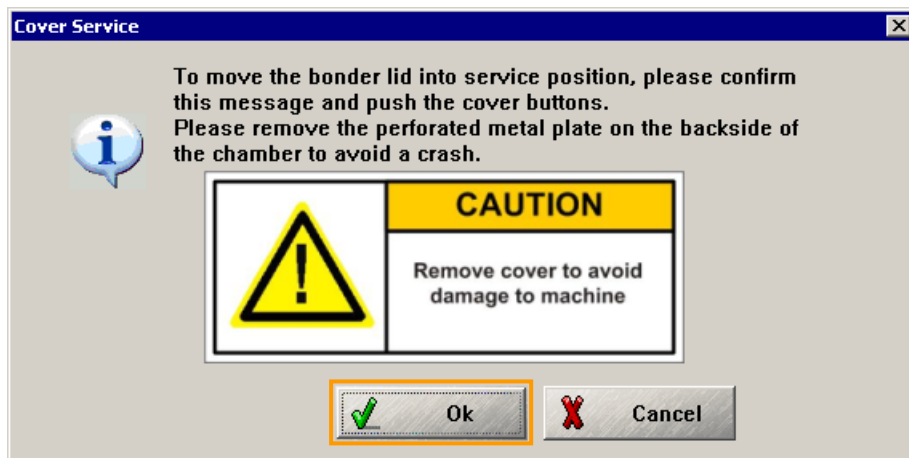 Cover Service
To move the bonder lid into service position, please confirm
this message and push the cover buttons.
Please remove the perforated metal plate on the backside of
the chamber to avoid a crash.
CAUTION
Remove cover to avoid
damage to machine
Ok
Cancel